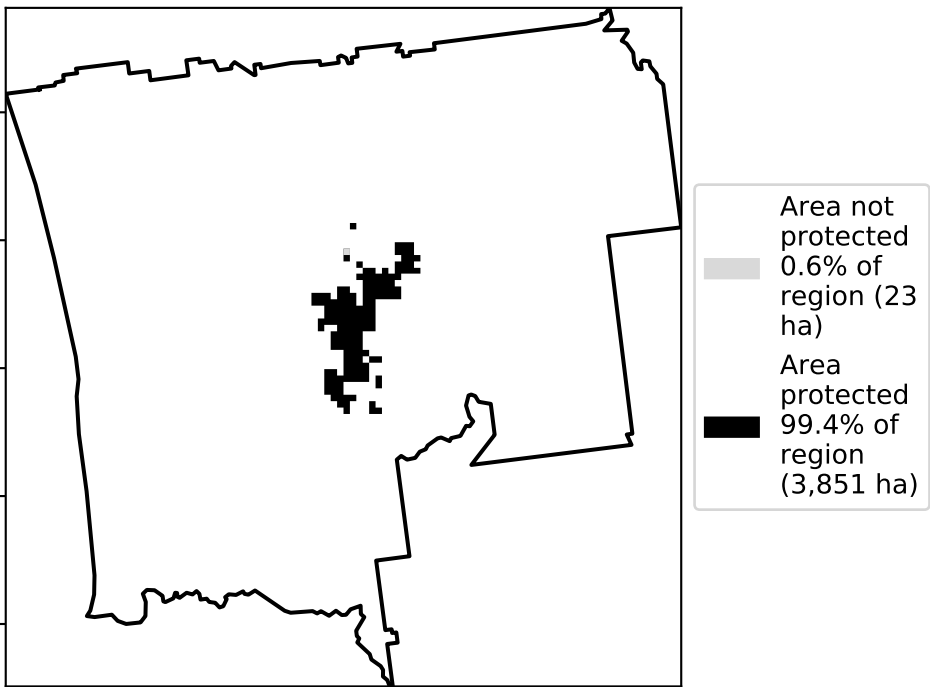 Area not
protected
0.6% of
region (23
ha)
Area
protected
99.4% of
region
(3,851 ha)